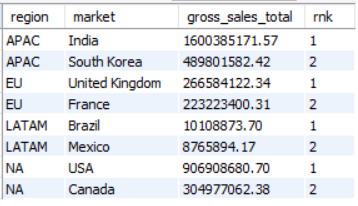 region market gross_sales_total rnk
APAC India 1600385171.57 1
APAC South Korea 489801582.42 2
EU United Kingdom 266584122.34 1
EU France 223223400.31 2
LATAM Brazil 10108873.70 1
LATAM Mexico 8765894.17 2
NA USA 906908680.70 1
NA Canada 304977062.38 2